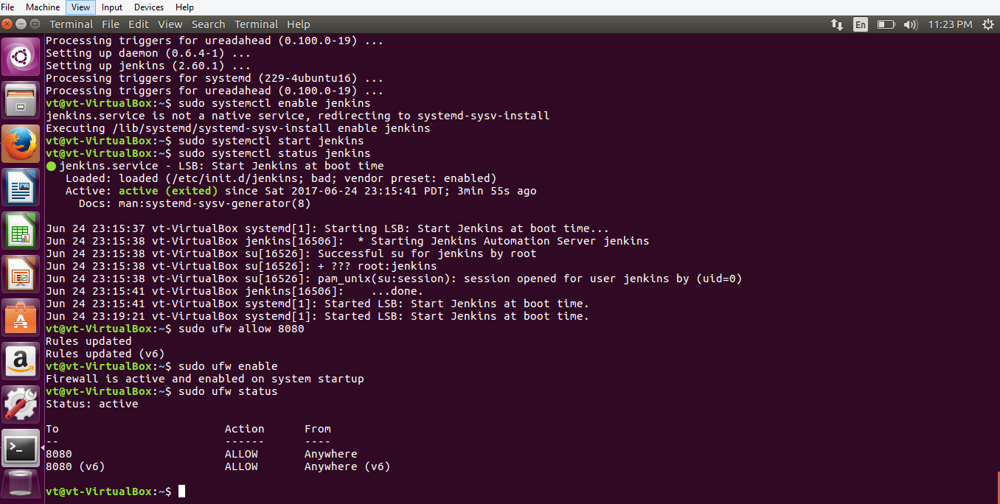 File Machine View Input Devices Help
Terminal File Edit View Search Terminal Help En 11:23 PM
Processing triggers for ureadahead (0.100.0-19) ...
Setting up daemon (0.6.4-1) ...
Setting up jenkins (2.60.1) ...
Processing triggers for systemd (229-4ubuntu16) ...
Processing triggers for ureadahead (0.100.0-19) ...
vt@vt-VirtualBox:~$ sudo systemctl enable jenkins
jenkins.service is not a native service, redirecting to systemd-sysv-install
Executing /lib/systemd/systemd-sysv-install enable jenkins
vt@vt-VirtualBox:~$ sudo systemctl start jenkins
vt@vt-VirtualBox:~$ sudo systemctl status jenkins
● jenkins.service - LSB: Start Jenkins at boot time
   Loaded: loaded (/etc/init.d/jenkins; bad; vendor preset: enabled)
   Active: active (exited) since Sat 2017-06-24 23:15:41 PDT; 3min 55s ago
     Docs: man:systemd-sysv-generator(8)

Jun 24 23:15:37 vt-VirtualBox systemd[1]: Starting LSB: Start Jenkins at boot time...
Jun 24 23:15:38 vt-VirtualBox jenkins[16506]:  * Starting Jenkins Automation Server jenkins
Jun 24 23:15:38 vt-VirtualBox su[16526]: Successful su for jenkins by root
Jun 24 23:15:38 vt-VirtualBox su[16526]: + ??? root:jenkins
Jun 24 23:15:38 vt-VirtualBox su[16526]: pam_unix(su:session): session opened for user jenkins by (uid=0)
Jun 24 23:15:41 vt-VirtualBox jenkins[16506]:    ...done.
Jun 24 23:15:41 vt-VirtualBox systemd[1]: Started LSB: Start Jenkins at boot time.
Jun 24 23:19:21 vt-VirtualBox systemd[1]: Started LSB: Start Jenkins at boot time.
vt@vt-VirtualBox:~$ sudo ufw allow 8080
Rules updated
Rules updated (v6)
vt@vt-VirtualBox:~$ sudo ufw enable
Firewall is active and enabled on system startup
vt@vt-VirtualBox:~$ sudo ufw status
Status: active

To                         Action      From
--                         ------      ----
8080                       ALLOW       Anywhere
8080 (v6)                  ALLOW       Anywhere (v6)

vt@vt-VirtualBox:~$